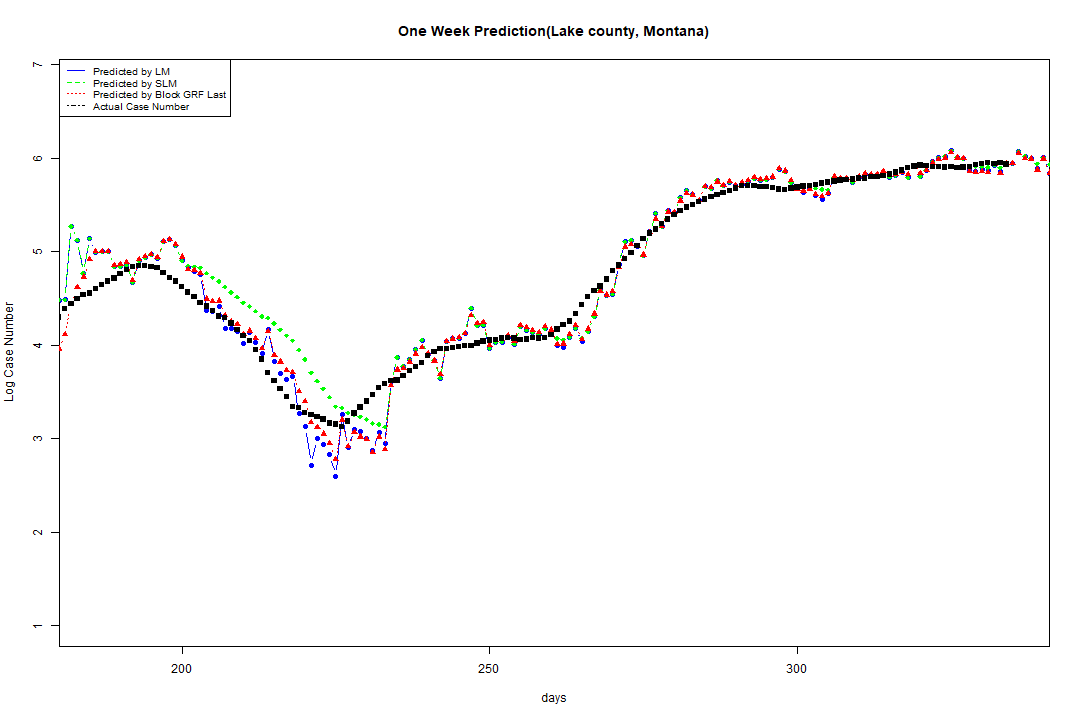 One Week Prediction(Lake county, Montana)
Predicted by LM
Predicted by SLM
Predicted by Block GRF Last
Actual Case Number
7
6
5
4
3
2
1
Log Case Number
200
250
300
days